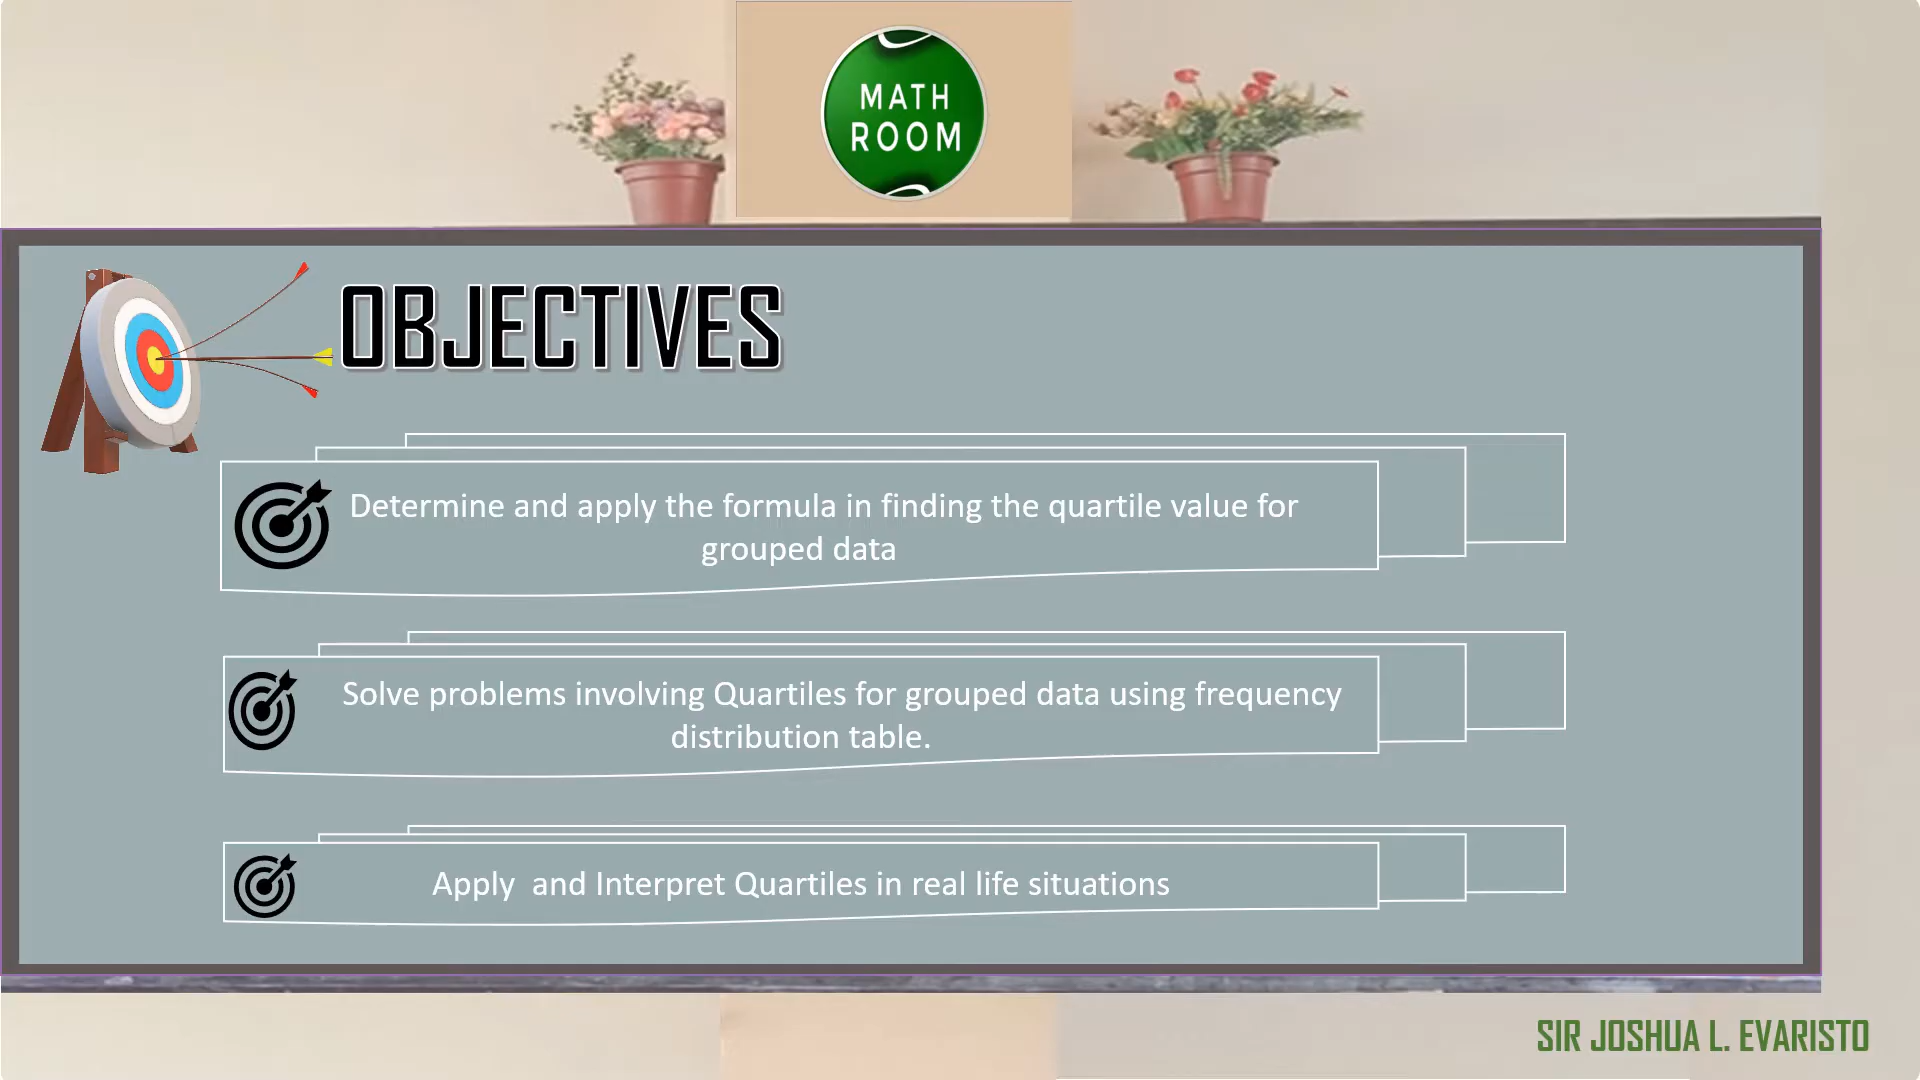 MATH
ROOM
OBJECTIVES
Determine and apply the formula in finding the quartile value for
grouped data
Solve problems involving Quartiles for grouped data using frequency
distribution table.
Apply  and Interpret Quartiles in real life situations
SIR JOSHUA L. EVARISTO